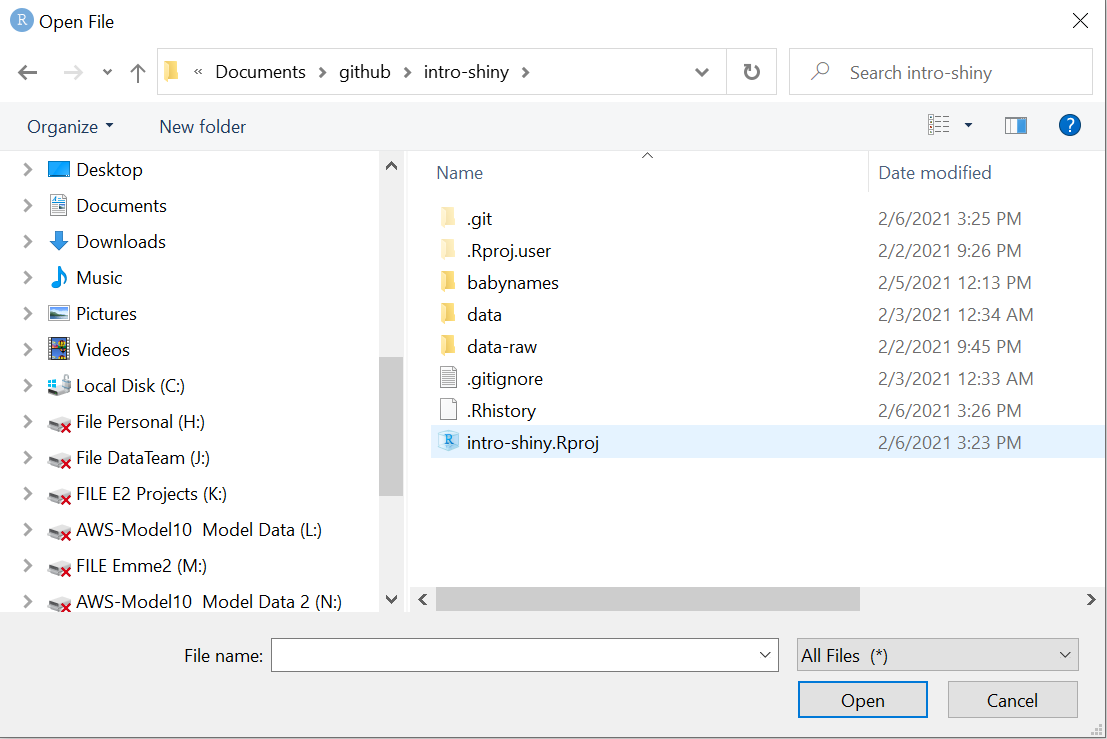 R Open File
« Documents > github > intro-shiny >
Search intro-shiny
Organize New folder
?
Name Date modified
Desktop
Documents
Downloads
Music
Pictures
Videos
Local Disk (C:)
File Personal (H:)
File DataTeam (J:)
FILE E2 Projects (K:)
AWS-Model10  Model Data (L:)
FILE Emme2 (M:)
AWS-Model10  Model Data 2 (N:)
.git 2/6/2021 3:25 PM
.Rproj.user 2/2/2021 9:26 PM
babynames 2/5/2021 12:13 PM
data 2/3/2021 12:34 AM
data-raw 2/2/2021 9:45 PM
.gitignore 2/3/2021 12:33 AM
.Rhistory 2/6/2021 3:26 PM
R intro-shiny.Rproj 2/6/2021 3:23 PM
File name: All Files  (*)
Open Cancel